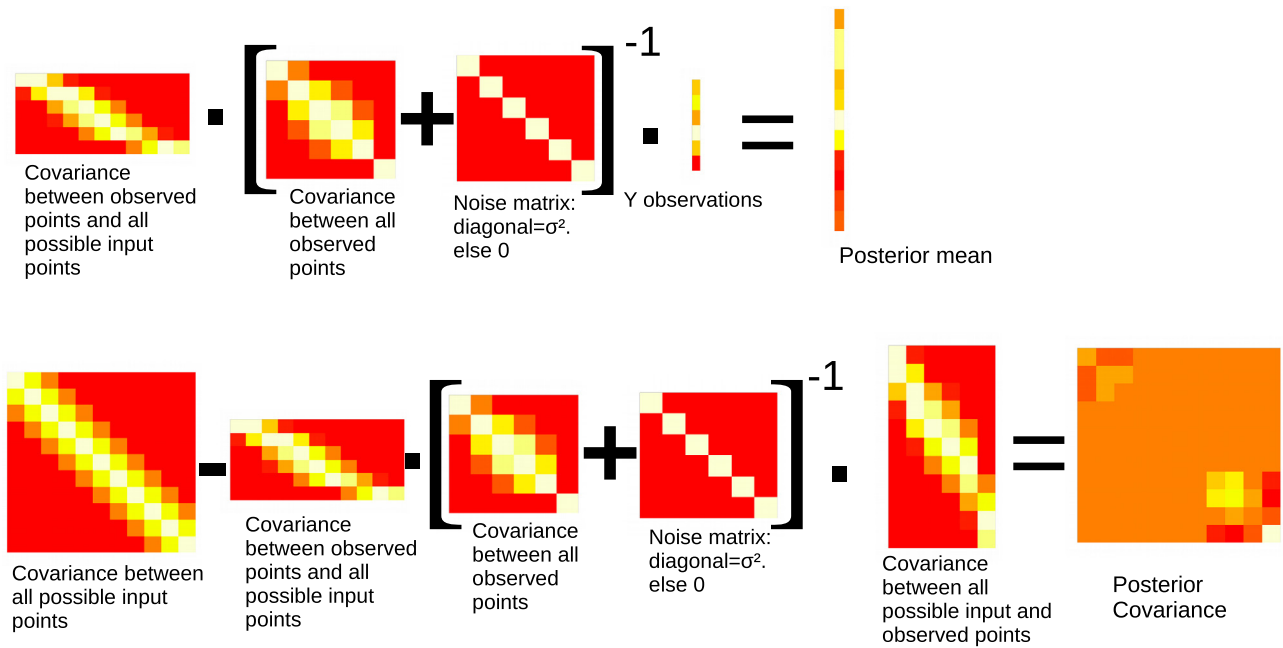 -1
Covariance
between observed
points and all
possible input
points
Covariance
between all
observed
points
Noise matrix:
diagonal=σ².
else 0
Y observations
Posterior mean
-1
Covariance between
all possible input
points
Covariance
between observed
points and all
possible input
points
Covariance
between all
observed
points
Noise matrix:
diagonal=σ².
else 0
Covariance
between all
possible input and
observed points
Posterior
Covariance